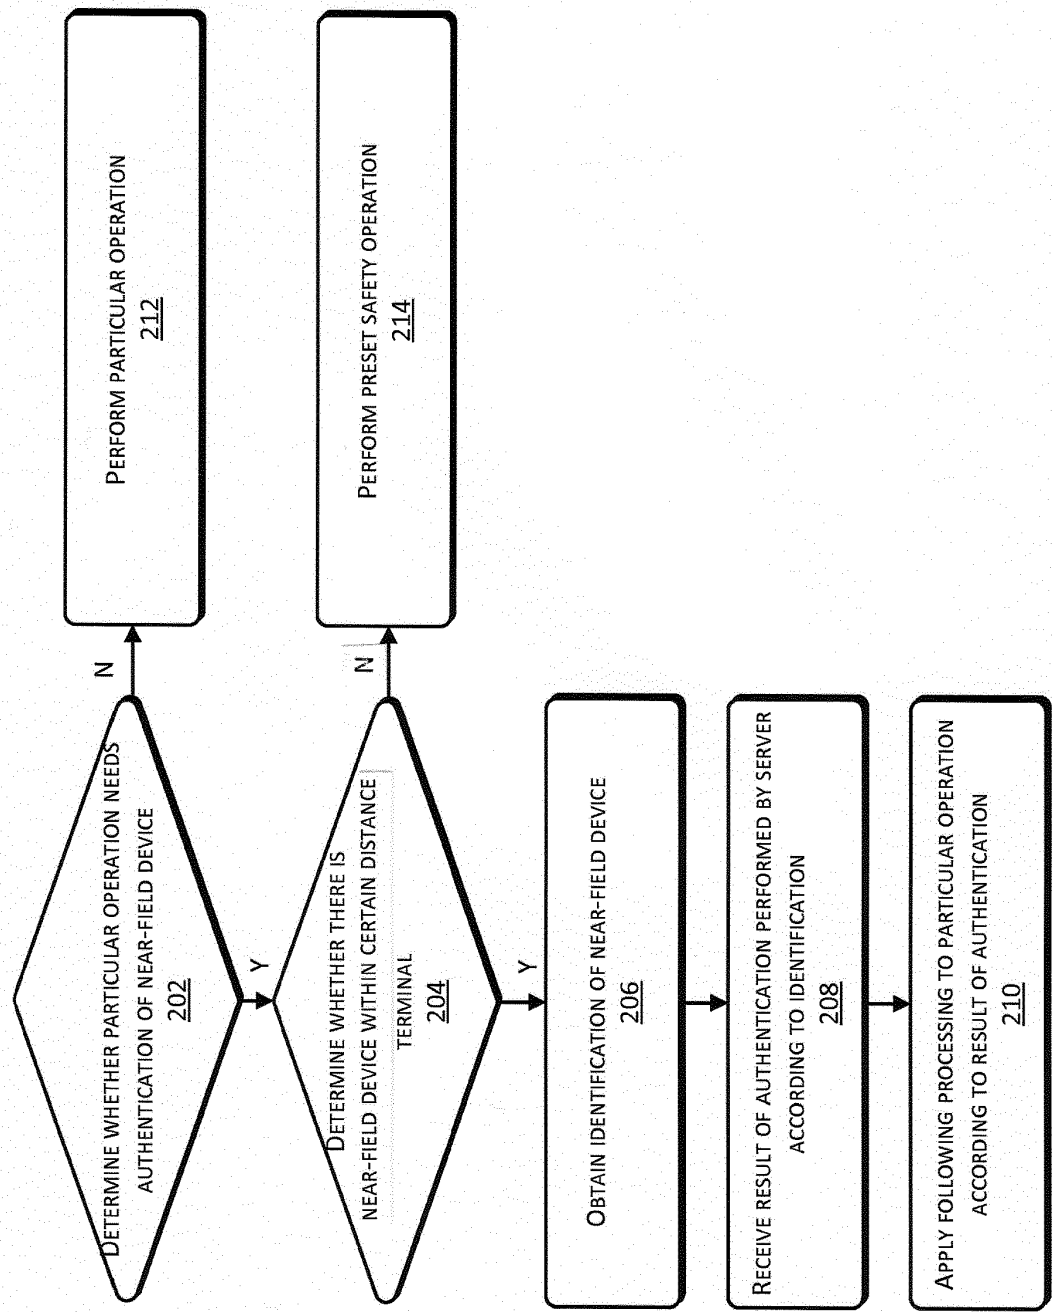 DETERMINE WHETHER PARTICULAR OPERATION NEEDS
AUTHENTICATION OF NEAR-FIELD DEVICE
202
N
PERFORM PARTICULAR OPERATION
212
Y
DETERMINE WHETHER THERE IS
NEAR-FIELD DEVICE WITHIN CERTAIN DISTANCE
TERMINAL
204
N
PERFORM PRESET SAFETY OPERATION
214
Y
OBTAIN IDENTIFICATION OF NEAR-FIELD DEVICE
206
RECEIVE RESULT OF AUTHENTICATION PERFORMED BY SERVER
ACCORDING TO IDENTIFICATION
208
APPLY FOLLOWING PROCESSING TO PARTICULAR OPERATION
ACCORDING TO RESULT OF AUTHENTICATION
210